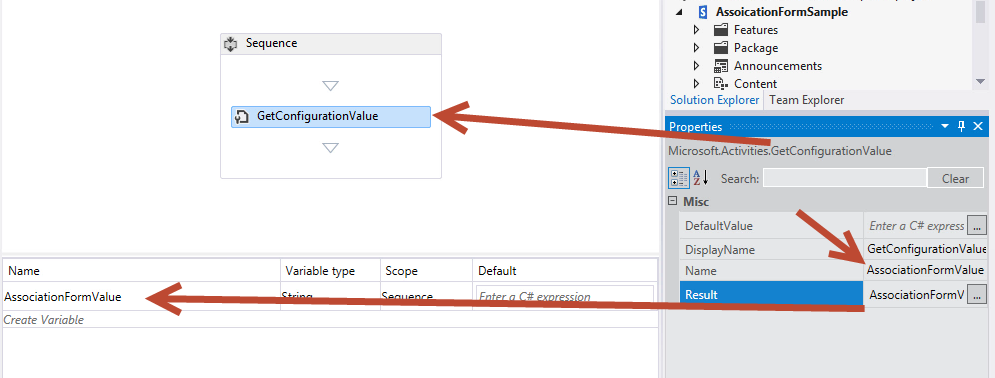 Sequence
GetConfigurationValue
Name Variable type Scope Default
AssociationFormValue String Sequence Enter a C# expression
Create Variable
AssoicationFormSample
Features
Package
Announcements
Content
Solution Explorer Team Explorer
Properties
Microsoft.Activities.GetConfigurationValue
Search: Clear
Misc
DefaultValue Enter a C# express ...
DisplayName GetConfigurationValue
Name AssociationFormValue
Result AssociationFormV ...